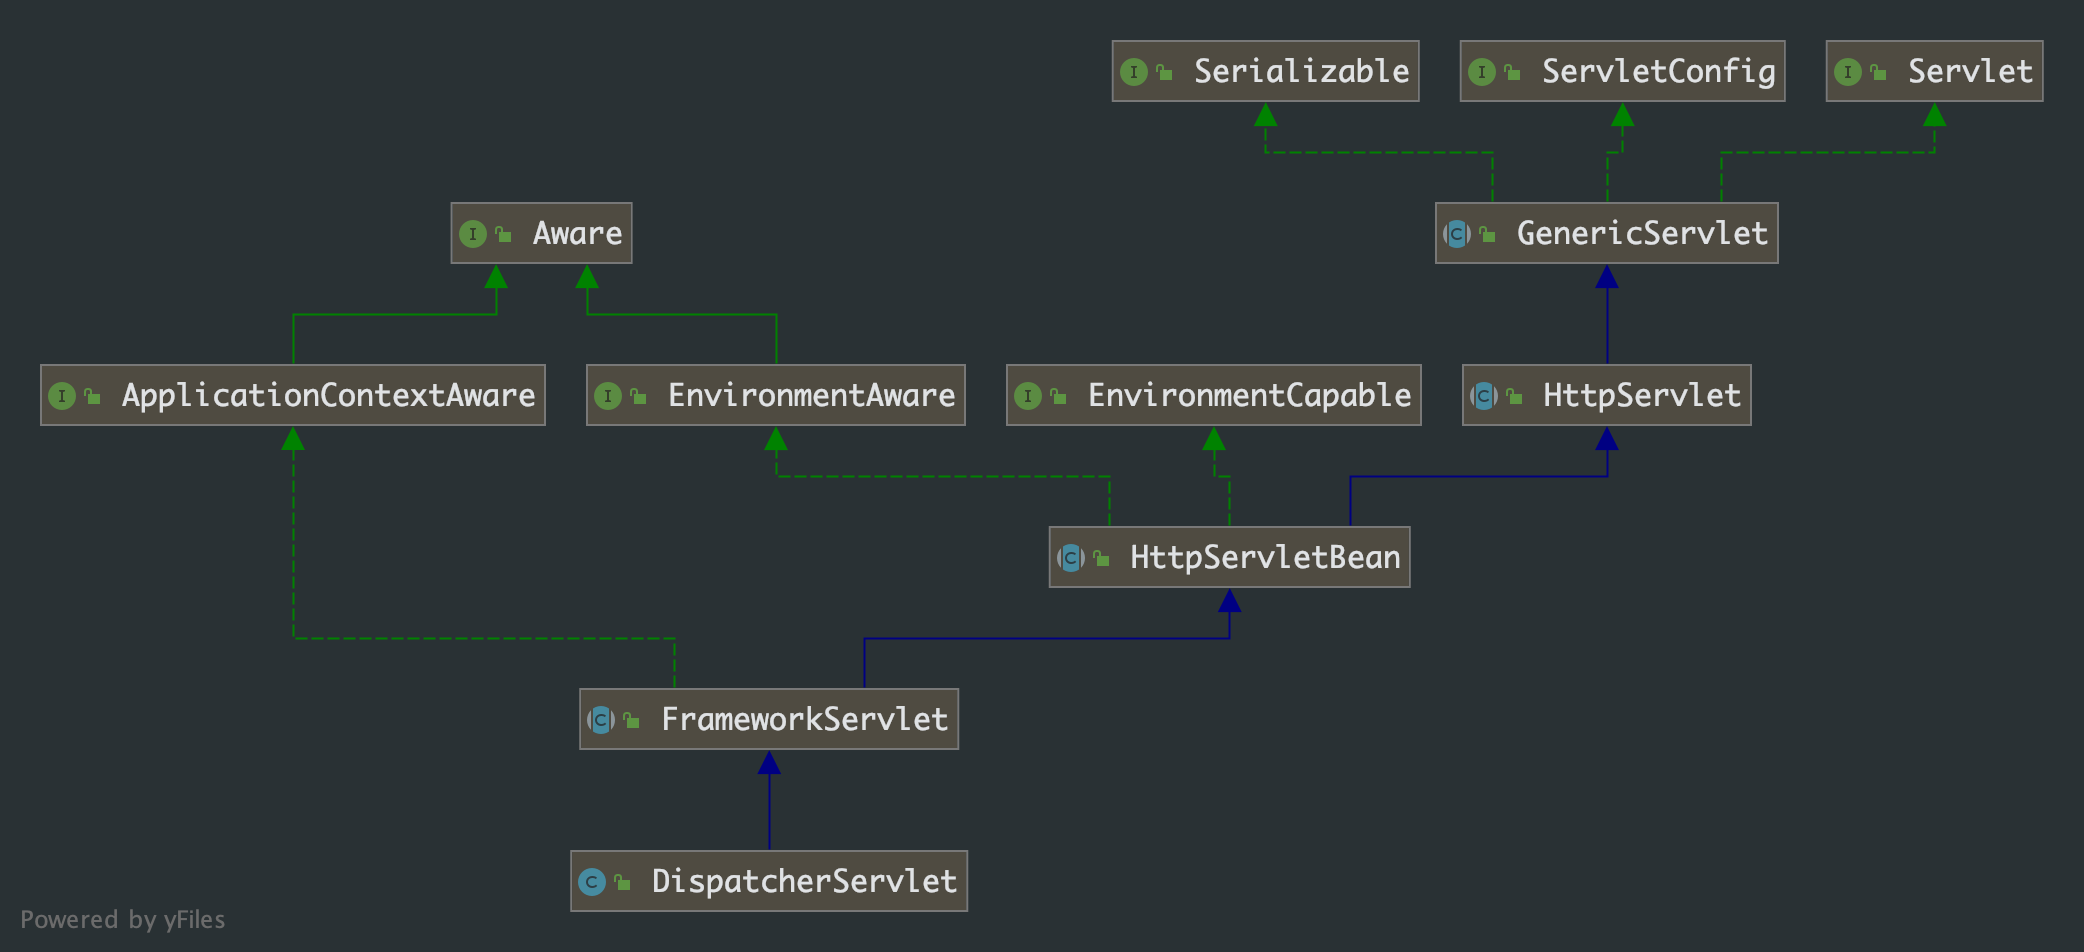 Serializable
ServletConfig
Servlet
Aware
GenericServlet
ApplicationContextAware
EnvironmentAware
EnvironmentCapable
HttpServlet
HttpServletBean
FrameworkServlet
DispatcherServlet
Powered by yFiles